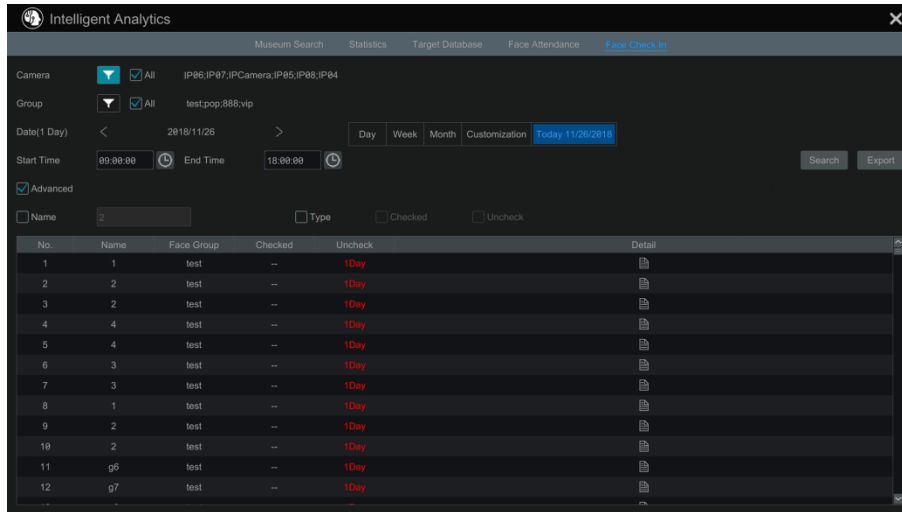 Intelligent Analytics
Museum Search Statistics Target Database Face Attendance Face Check In
Camera All IP06;IP07;IPCamera;IP05;IP08;IP04
Group All test;pop;888;vip
Date(1 Day) < 2018/11/26 > Day Week Month Customization Today 11/26/2018
Start Time 09:00:00 End Time 18:00:00 Search Export
Advanced
Name 2 Type Checked Uncheck
No. Name Face Group Checked Uncheck Detail
1 1 test -- 1Day
2 2 test -- 1Day
3 2 test -- 1Day
4 4 test -- 1Day
5 4 test -- 1Day
6 3 test -- 1Day
7 3 test -- 1Day
8 1 test -- 1Day
9 2 test -- 1Day
10 2 test -- 1Day
11 g6 test -- 1Day
12 g7 test -- 1Day